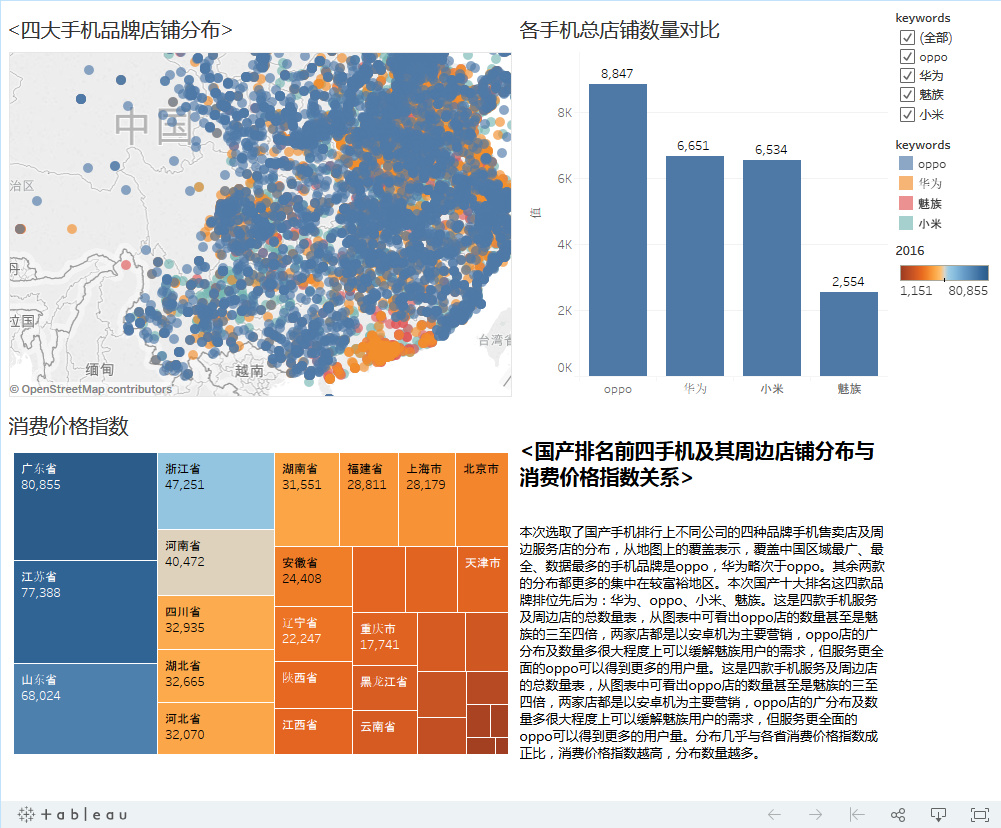 <四大手机品牌店铺分布>
中国
治区
丹
拉国
缅甸
越南
台湾省
© OpenStreetMap contributors
各手机总店铺数量对比
值
8K
6K
4K
2K
0K
8,847
6,651
6,534
2,554
oppo
华为
小米
魅族
keywords
(全部)
oppo
华为
魅族
小米
keywords
oppo
华为
魅族
小米
2016
1,151 80,855
消费价格指数
广东省
80,855
江苏省
77,388
山东省
68,024
浙江省
47,251
河南省
40,472
四川省
32,935
湖北省
32,665
河北省
32,070
湖南省
31,551
福建省
28,811
上海市
28,179
北京市
安徽省
24,408
辽宁省
22,247
陕西省
江西省
天津市
重庆市
17,741
黑龙江省
云南省
<国产排名前四手机及其周边店铺分布与
消费价格指数关系>
本次选取了国产手机排行上不同公司的四种品牌手机售卖店及周
边服务店的分布，从地图上的覆盖表示，覆盖中国区域最广、最
全、数据最多的手机品牌是oppo，华为略次于oppo。其余两款
的分布都更多的集中在较富裕地区。本次国产十大排名这四款品
牌排位先后为：华为、oppo、小米、魅族。这是四款手机服务
及周边店的总数量表，从图表中可看出oppo店的数量甚至是魅
族的三至四倍，两家店都是以安卓机为主要营销，oppo店的广
分布及数量多很大程度上可以缓解魅族用户的需求，但服务更全
面的oppo可以得到更多的用户量。这是四款手机服务及周边店
的总数量表，从图表中可看出oppo店的数量甚至是魅族的三至
四倍，两家店都是以安卓机为主要营销，oppo店的广分布及数
量多很大程度上可以缓解魅族用户的需求，但服务更全面的
oppo可以得到更多的用户量。分布几乎与各省消费价格指数成
正比，消费价格指数越高，分布数量越多。
+ableau